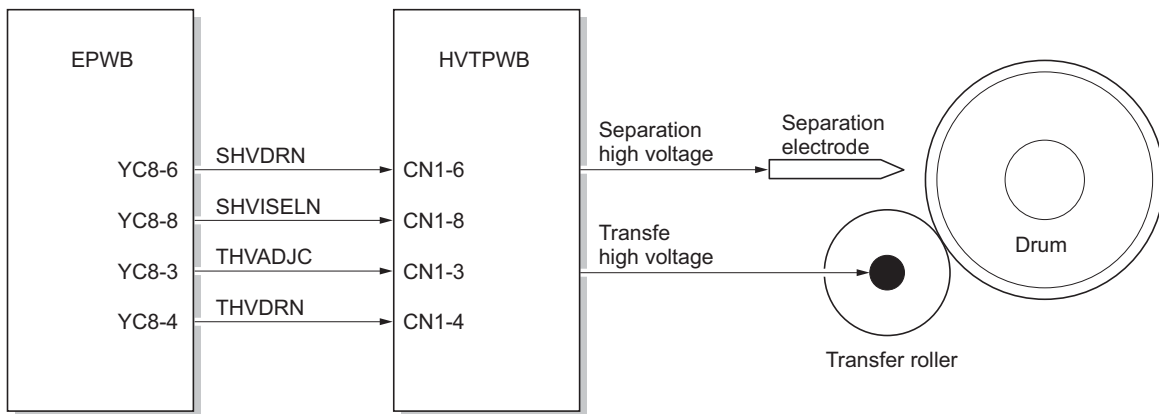 EPWB
HVTPWB
Separation
high voltage
Separation
electrode
YC8-6
SHVDRN
CN1-6
YC8-8
SHVISELN
CN1-8
Transfe
high voltage
Drum
YC8-3
THVADJC
CN1-3
YC8-4
THVDRN
CN1-4
Transfer roller